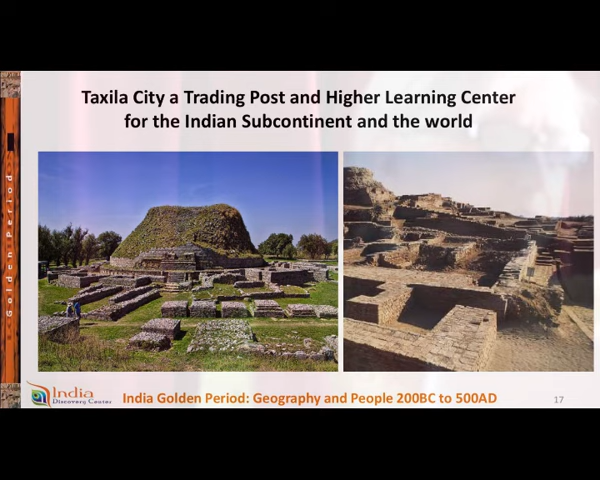 Taxila City a Trading Post and Higher Learning Center
for the Indian Subcontinent and the world
Golden Period
India
Discovery Center
India Golden Period: Geography and People 200BC to 500AD
17